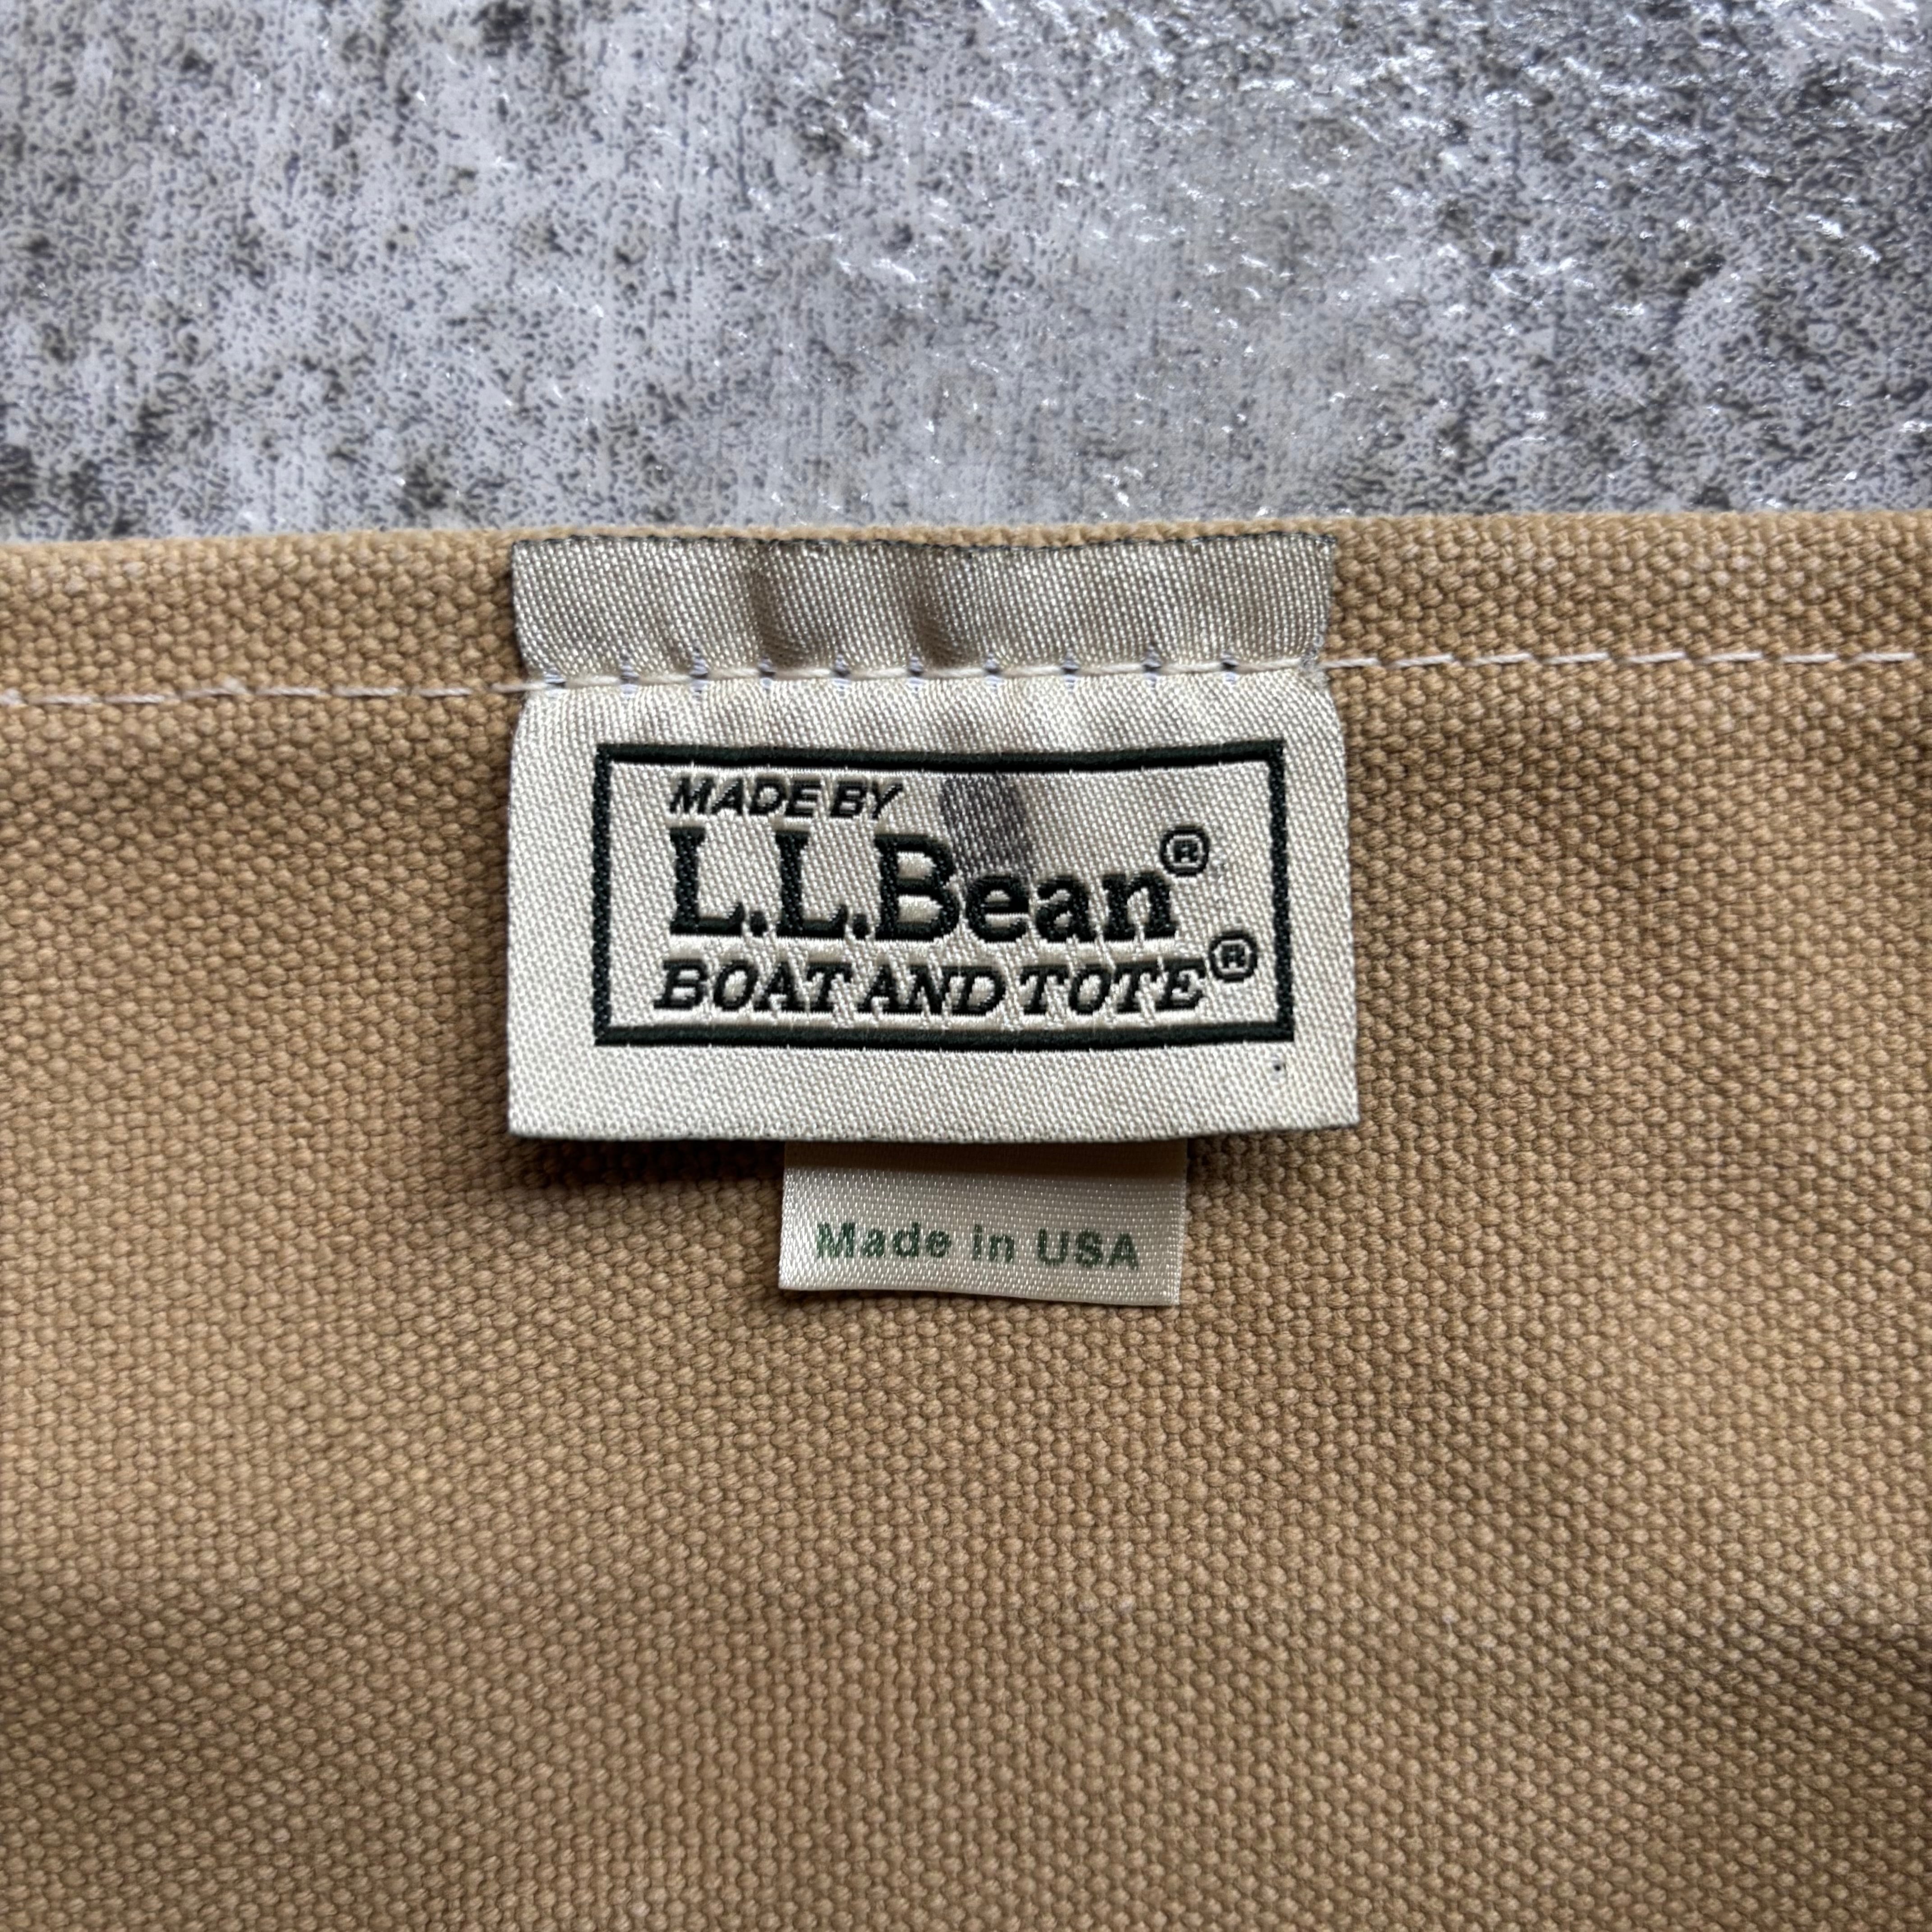 MADE BY
L.L.Bean®
BOAT AND TOTE®
Made in USA